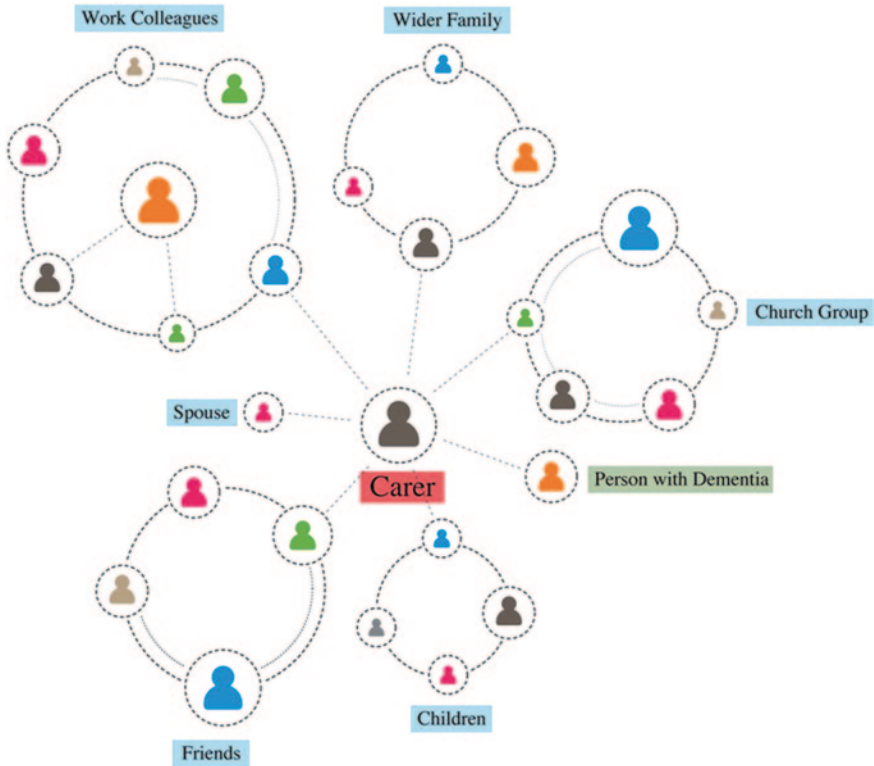 Work Colleagues
Wider Family
Church Group
Spouse
Person with Dementia
Carer
Children
Friends